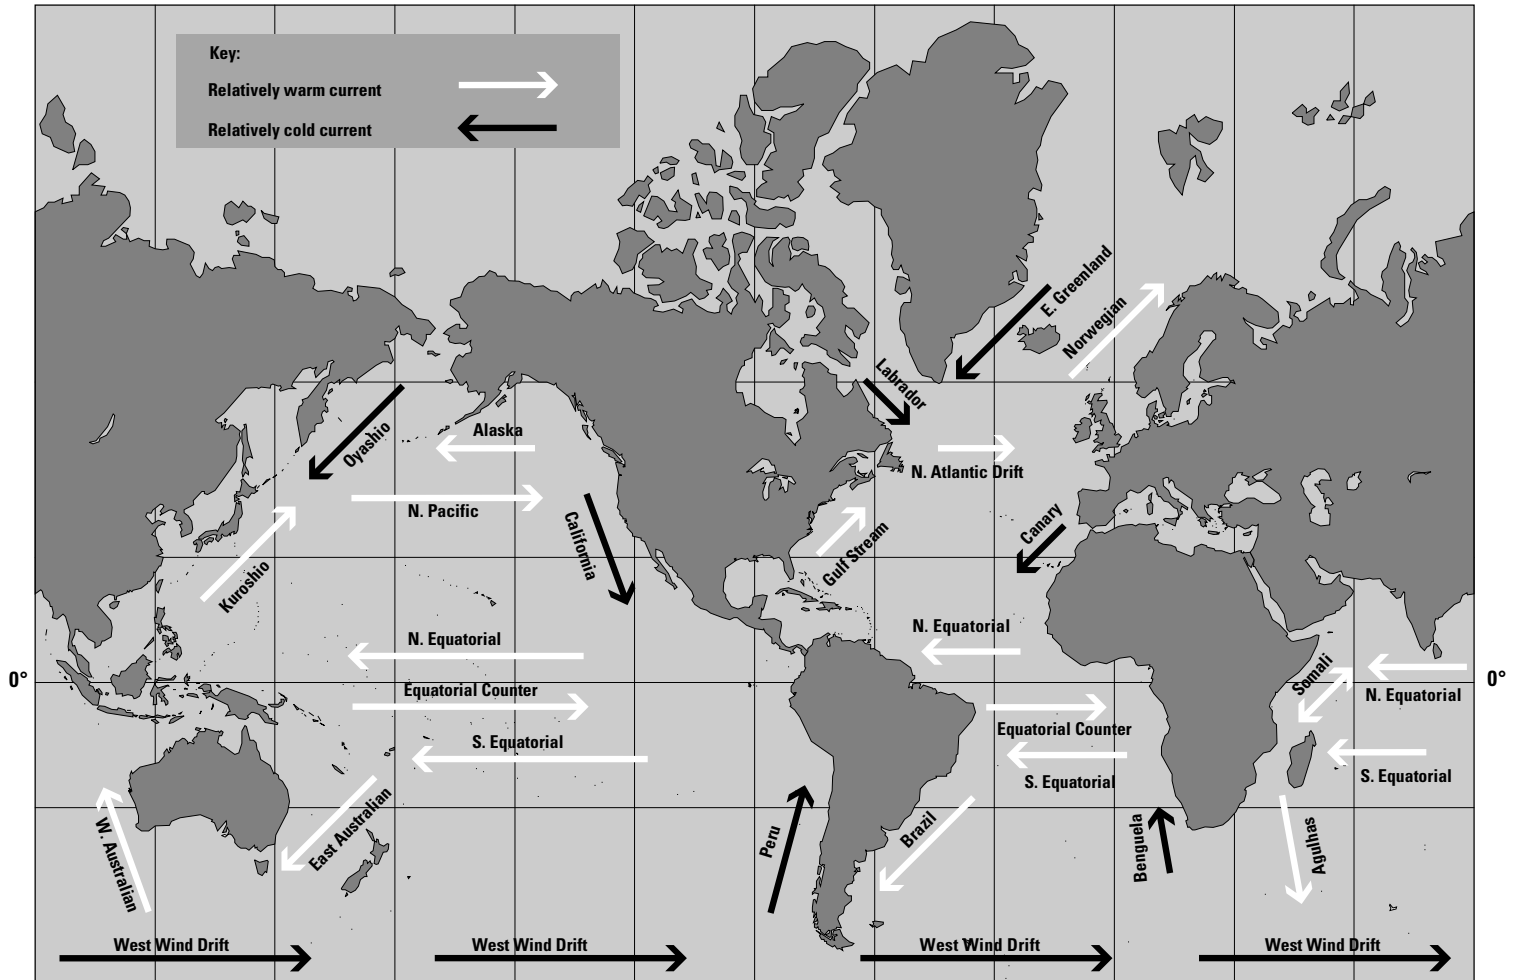 Key:
Relatively warm current
Relatively cold current
E. Greenland
Norwegian
Labrador
Oyashio
Alaska
N. Atlantic Drift
N. Pacific
California
Gulf Stream
Canary
Kuroshio
N. Equatorial
N. Equatorial
Somali
0°
0°
Equatorial Counter
N. Equatorial
Equatorial Counter
S. Equatorial
S. Equatorial
S. Equatorial
W. Australian
East Australian
Peru
Brazil
Benguela
Agulhas
West Wind Drift
West Wind Drift
West Wind Drift
West Wind Drift